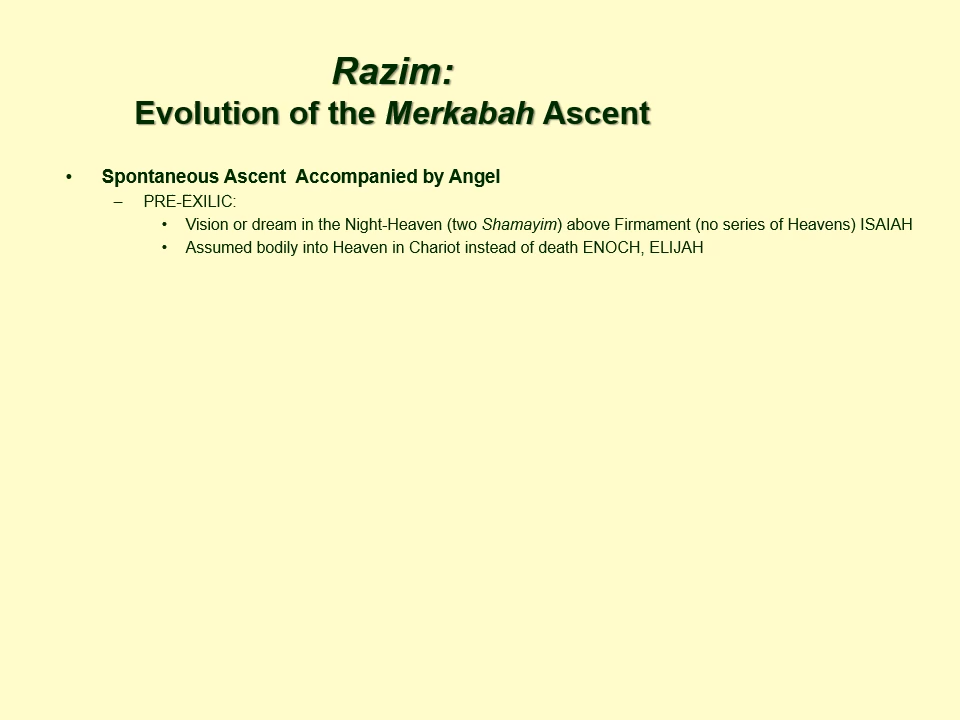 Razim:
Evolution of the Merkabah Ascent
• Spontaneous Ascent  Accompanied by Angel
– PRE-EXILIC:
• Vision or dream in the Night-Heaven (two Shamayim) above Firmament (no series of Heavens) ISAIAH
• Assumed bodily into Heaven in Chariot instead of death ENOCH, ELIJAH